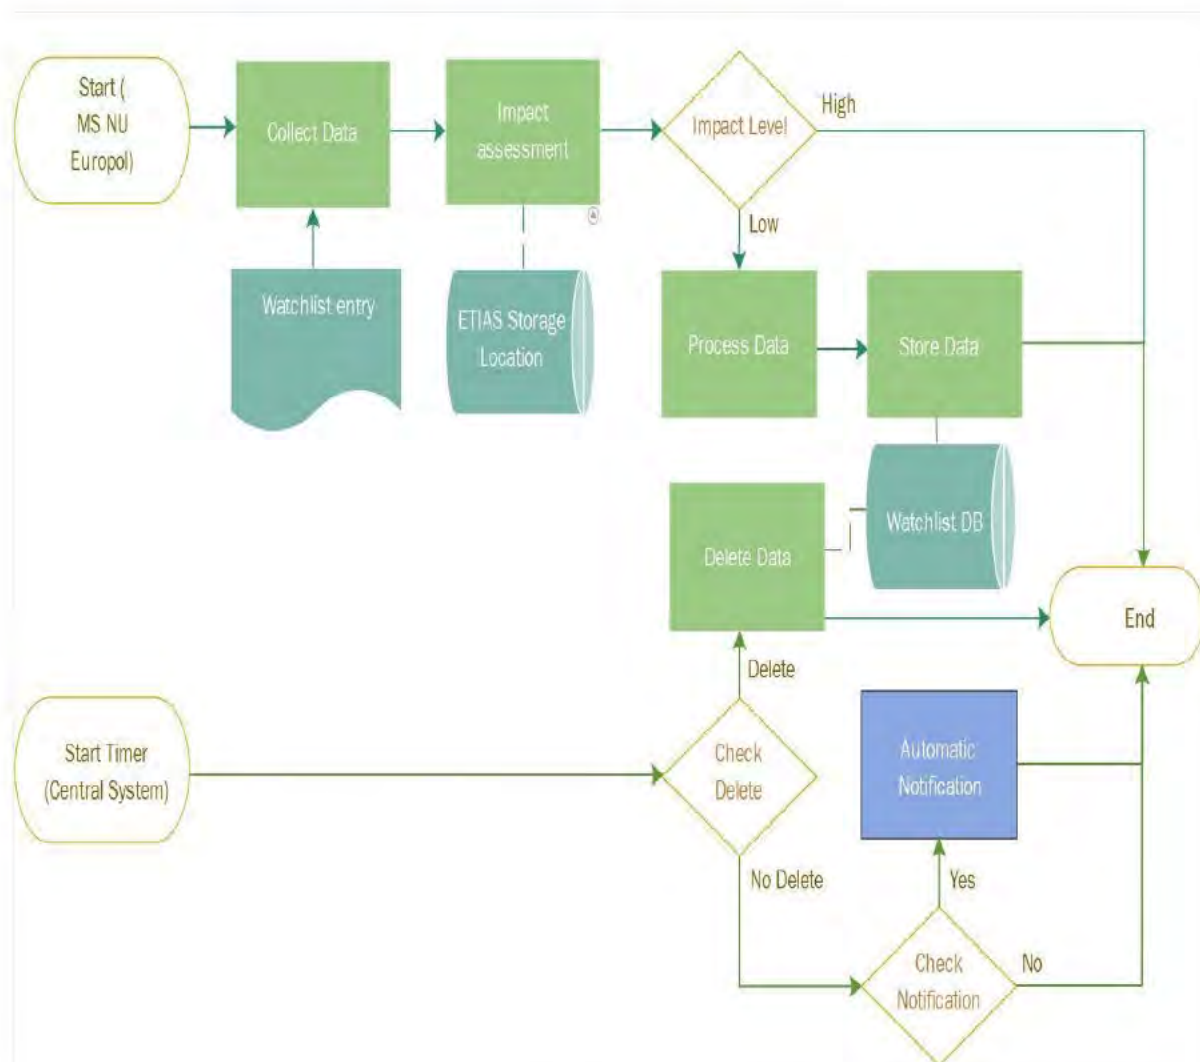 Start (
MS NU
Europol)
Collect Data
Impact
assessment
Impact Level
High
Low
Watchlist entry
ETIAS Storage
Location
Process Data
Store Data
Watchlist DB
Delete Data
End
Delete
Start Timer
(Central System)
Check
Delete
Automatic
Notification
No Delete
Yes
Check
Notification
No